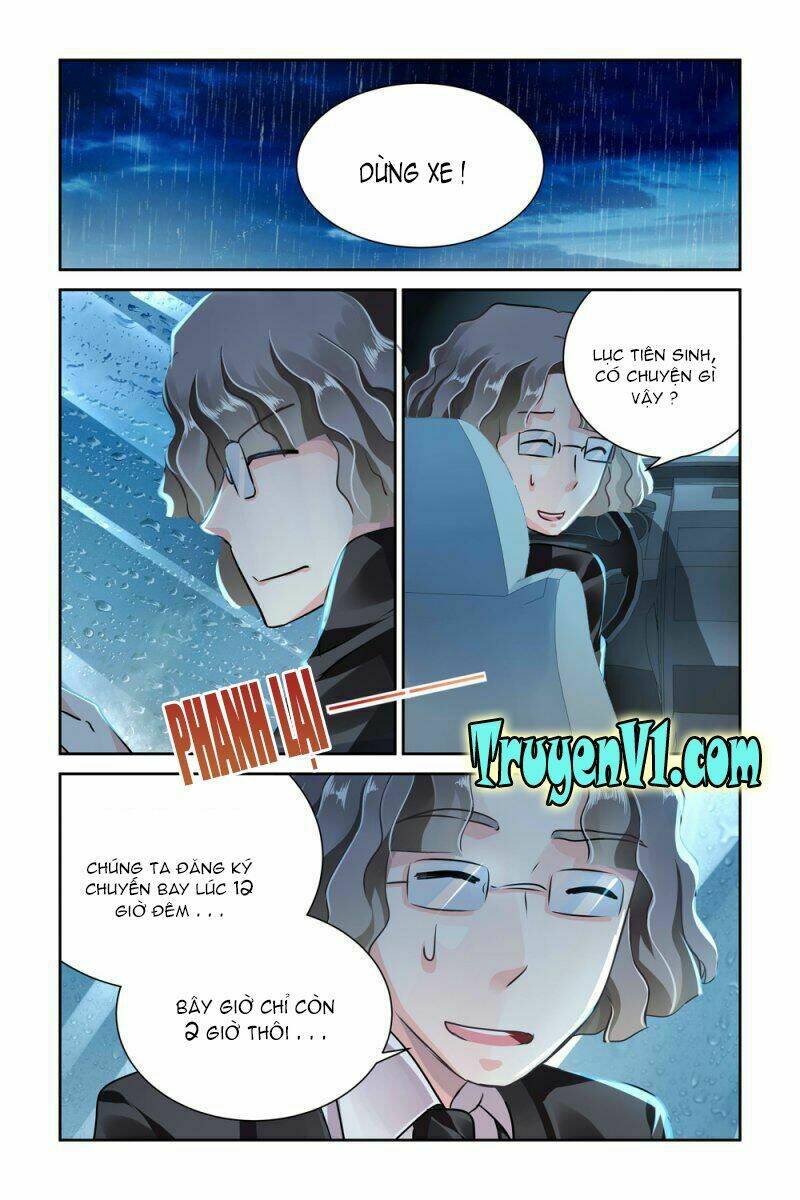 DỪNG XE !
LỤC TIÊN SINH,
CÓ CHUYỆN GÌ
VẬY ?
PHANH LẠI
TruyenV1.com
CHÚNG TA ĐĂNG KÝ
CHUYẾN BAY LÚC 12
GIỜ ĐÊM . . .
BÂY GIỜ CHỈ CÒN
2 GIỜ THÔI . . .